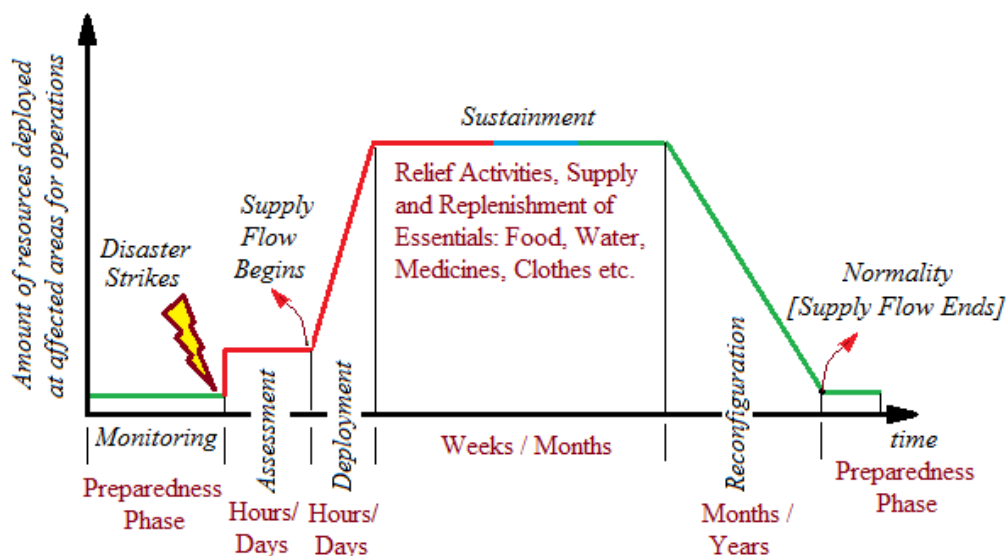 Amount of resources deployed
at affected areas for operations
Disaster
Strikes
Supply
Flow
Begins
Sustainment
Relief Activities, Supply
and Replenishment of
Essentials: Food, Water,
Medicines, Clothes etc.
Normality
[Supply Flow Ends]
Monitoring
Assessment
Deployment
Weeks / Months
Reconfiguration
time
Preparedness
Phase
Hours/
Days
Hours/
Days
Months /
Years
Preparedness
Phase